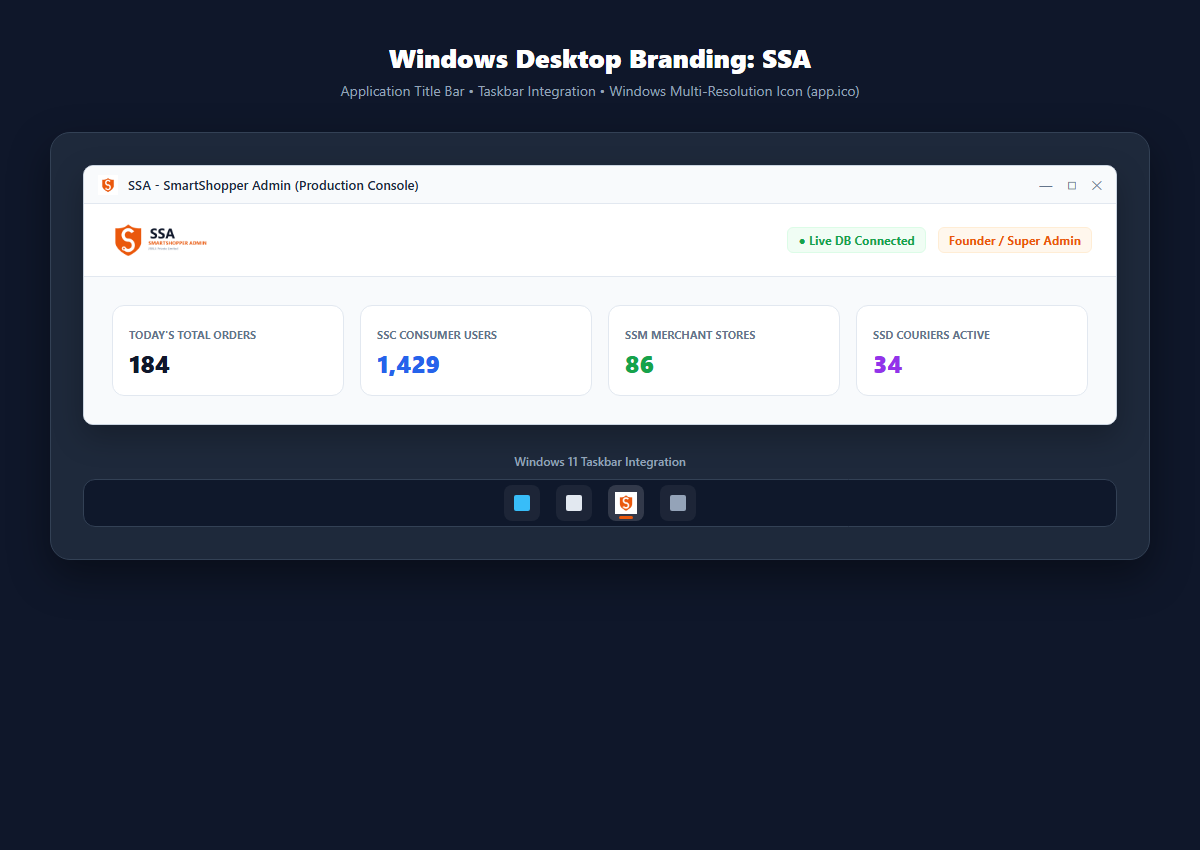 Windows Desktop Branding: SSA
Application Title Bar • Taskbar Integration • Windows Multi-Resolution Icon (app.ico)
SSA - SmartShopper Admin (Production Console)
SSA
SMARTSHOPPER ADMIN
● Live DB Connected
Founder / Super Admin
TODAY'S TOTAL ORDERS
184
SSC CONSUMER USERS
1,429
SSM MERCHANT STORES
86
SSD COURIERS ACTIVE
34
Windows 11 Taskbar Integration